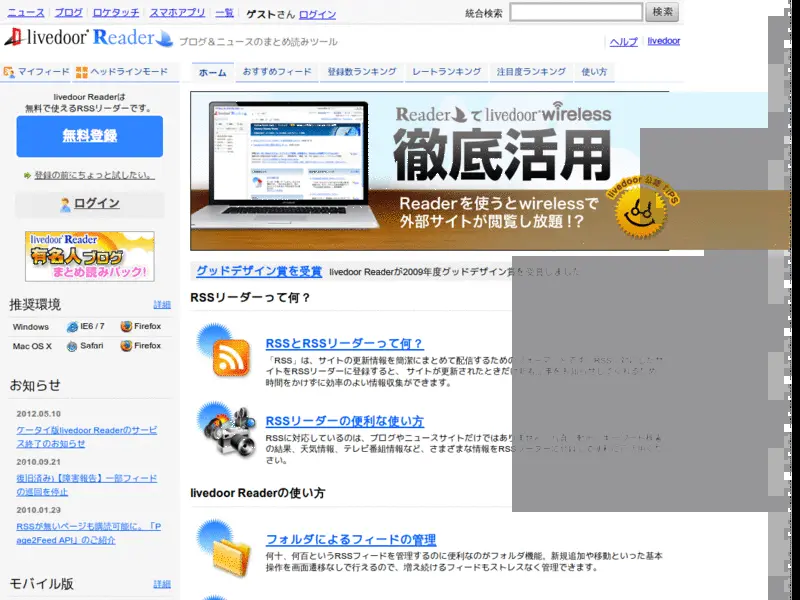 ニュース ブログ ロケタッチ スマホアプリ 一覧 ゲストさん ログイン 統合検索 検索
livedoor Reader ブログ&ニュースのまとめ読みツール ヘルプ livedoor
マイフィード ヘッドラインモード ホーム おすすめフィード 登録数ランキング レートランキング 注目度ランキング 使い方
livedoor Readerは
無料で使えるRSSリーダーです。
無料登録
登録の前にちょっと試したい。
ログイン
livedoor Reader
有名人ブログ
まとめ読みパック!
推奨環境 詳細
Windows IE6 / 7 Firefox
Mac OS X Safari Firefox
お知らせ
2012.05.10
ケータイ版livedoor Readerのサービ
ス終了のお知らせ
2010.09.21
復旧済み)【障害報告】一部フィード
の巡回を停止
2010.01.29
RSSが無いページも購読可能に。「P
age2Feed API」のご紹介
モバイル版 詳細
Readerでlivedoor wireless
徹底活用
Readerを使うとwirelessで
外部サイトが閲覧し放題!?
livedoor 公認 TIPS
グッドデザイン賞を受賞 livedoor Readerが2009年度グッドデザイン賞を受賞しました
RSSリーダーって何？
RSSとRSSリーダーって何？
「RSS」は、サイトの更新情報を簡潔にまとめて配信するための
イトをRSSリーダーに登録すると、サイトが更新されたときだけ
時間をかけずに効率のよい情報収集ができます。
RSSリーダーの便利な使い方
RSSに対応しているのは、ブログやニュースサイトだけではあり
の結果、天気情報、テレビ番組情報など、さまざまな情報をRSS
さい。
livedoor Readerの使い方
フォルダによるフィードの管理
何十、何百というRSSフィードを管理するのに便利なのがフォルダ機能。新規追加や移動といった基本
操作を画面遷移なしで行えるので、増え続けるフィードもストレスなく管理できます。